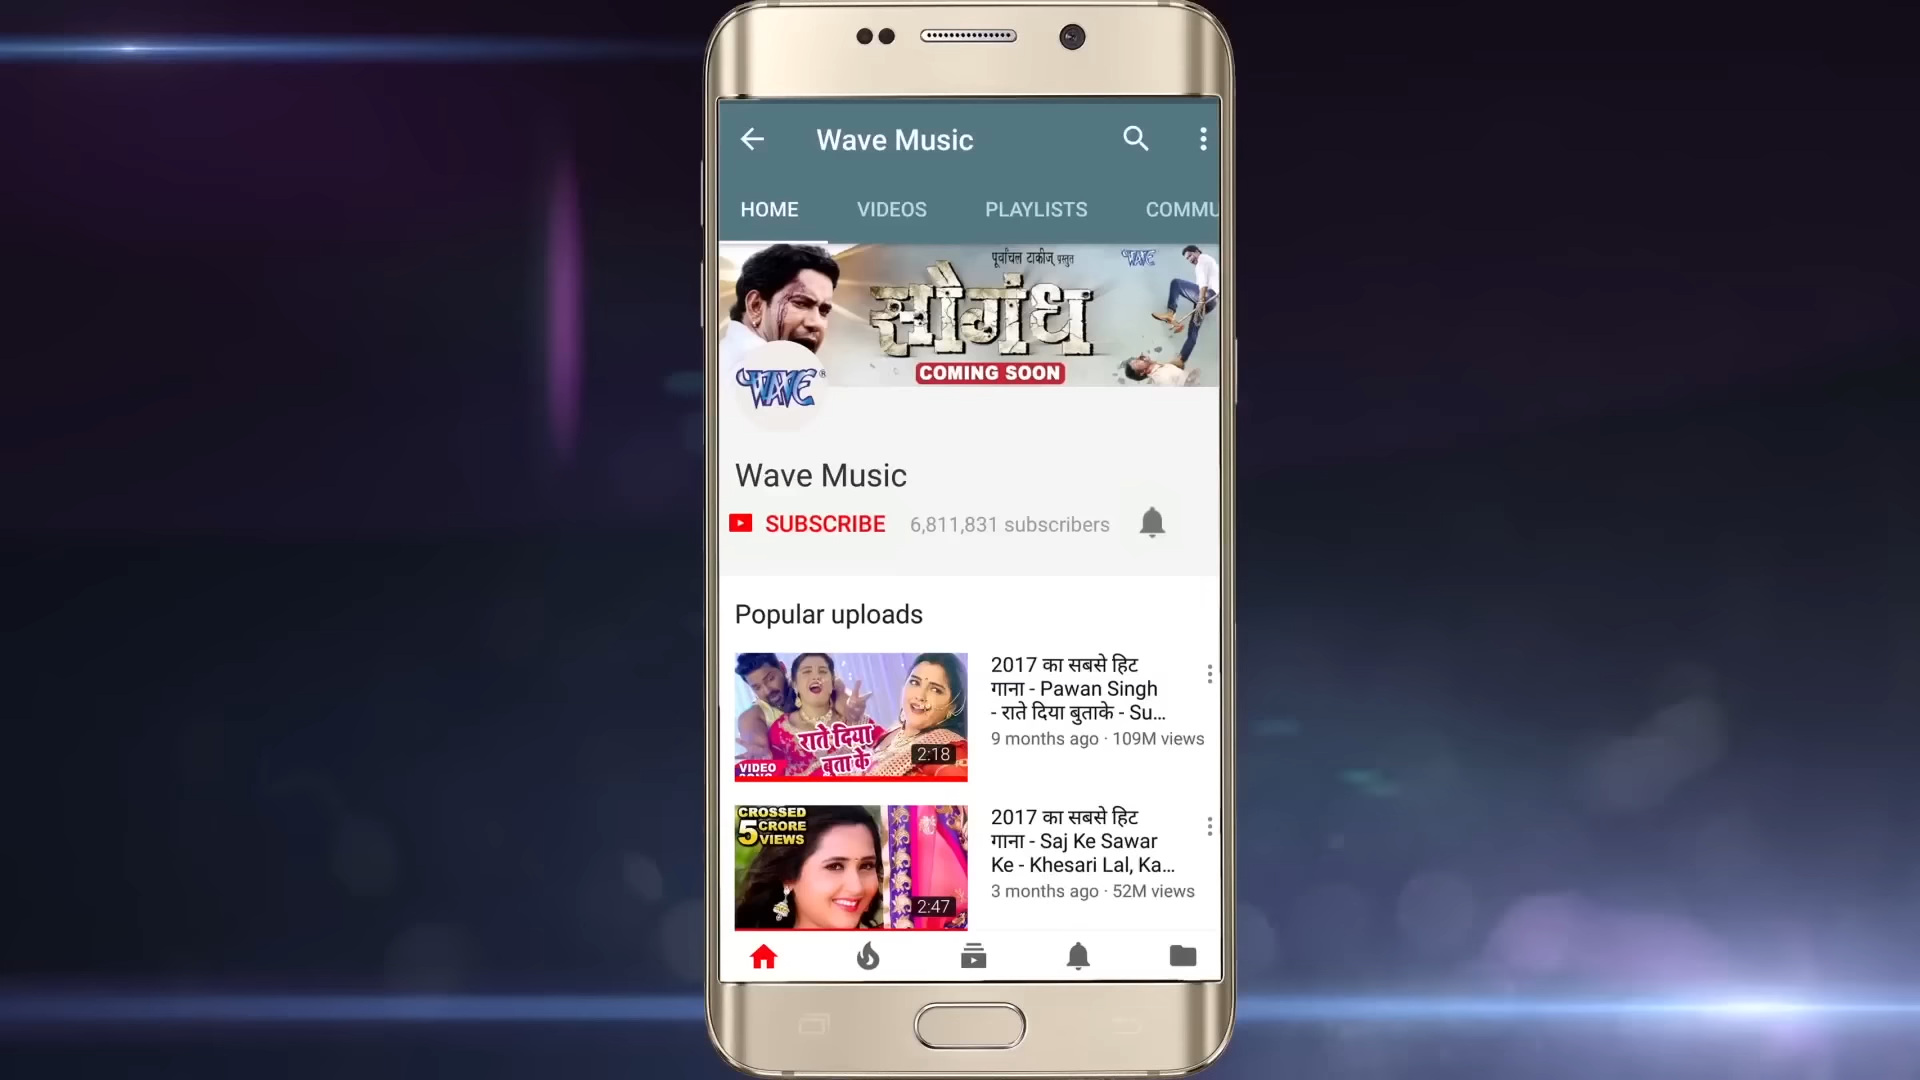 Wave Music
HOME VIDEOS PLAYLISTS COMMU
पूर्वांचल टाकीज् प्रस्तुत
WAVE
सौगंध
COMING SOON
WAVE®
Wave Music
SUBSCRIBE 6,811,831 subscribers
Popular uploads
राते दिया
बुता के
VIDEO
SONG
2:18
2017 का सबसे हिट
गाना - Pawan Singh
- राते दिया बुताके - Su...
9 months ago · 109M views
CROSSED
5 CRORE
VIEWS
2:47
2017 का सबसे हिट
गाना - Saj Ke Sawar
Ke - Khesari Lal, Ka...
3 months ago · 52M views